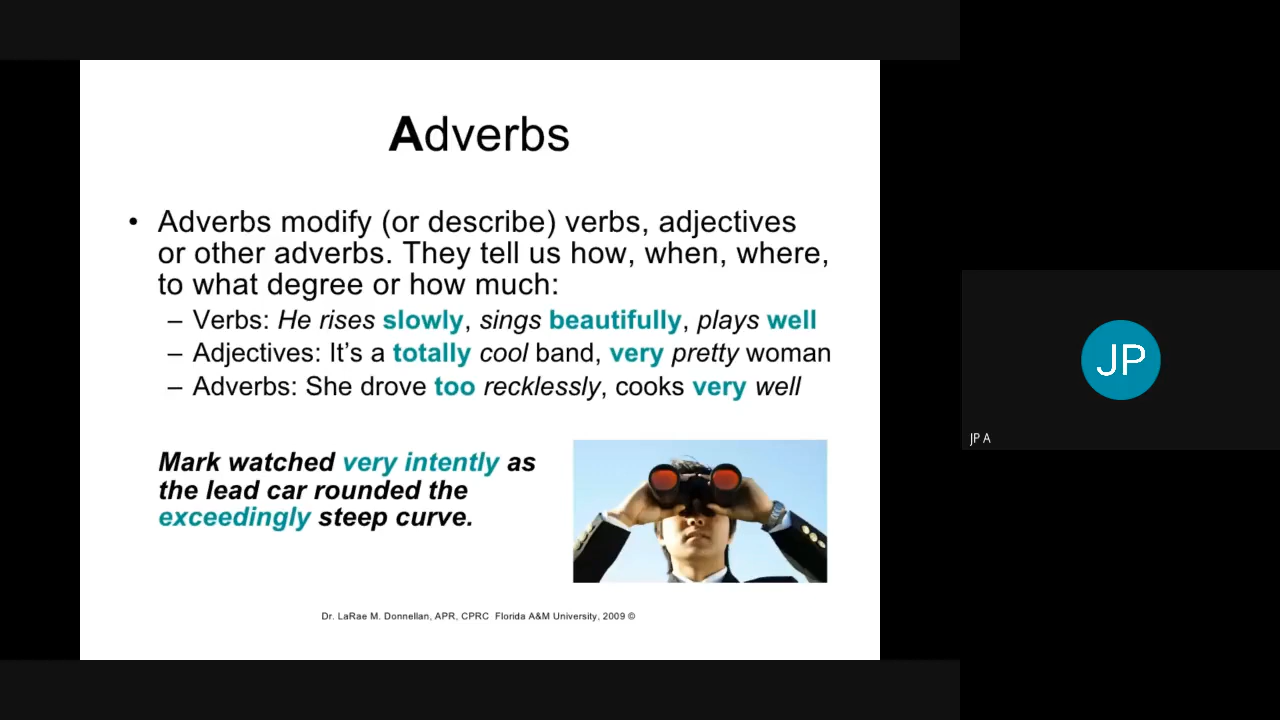 Adverbs
• Adverbs modify (or describe) verbs, adjectives
or other adverbs. They tell us how, when, where,
to what degree or how much:
– Verbs: He rises slowly, sings beautifully, plays well
– Adjectives: It’s a totally cool band, very pretty woman
– Adverbs: She drove too recklessly, cooks very well
Mark watched very intently as
the lead car rounded the
exceedingly steep curve.
Dr. LaRae M. Donnellan, APR, CPRC Florida A&M University, 2009 ©
JP
JP A